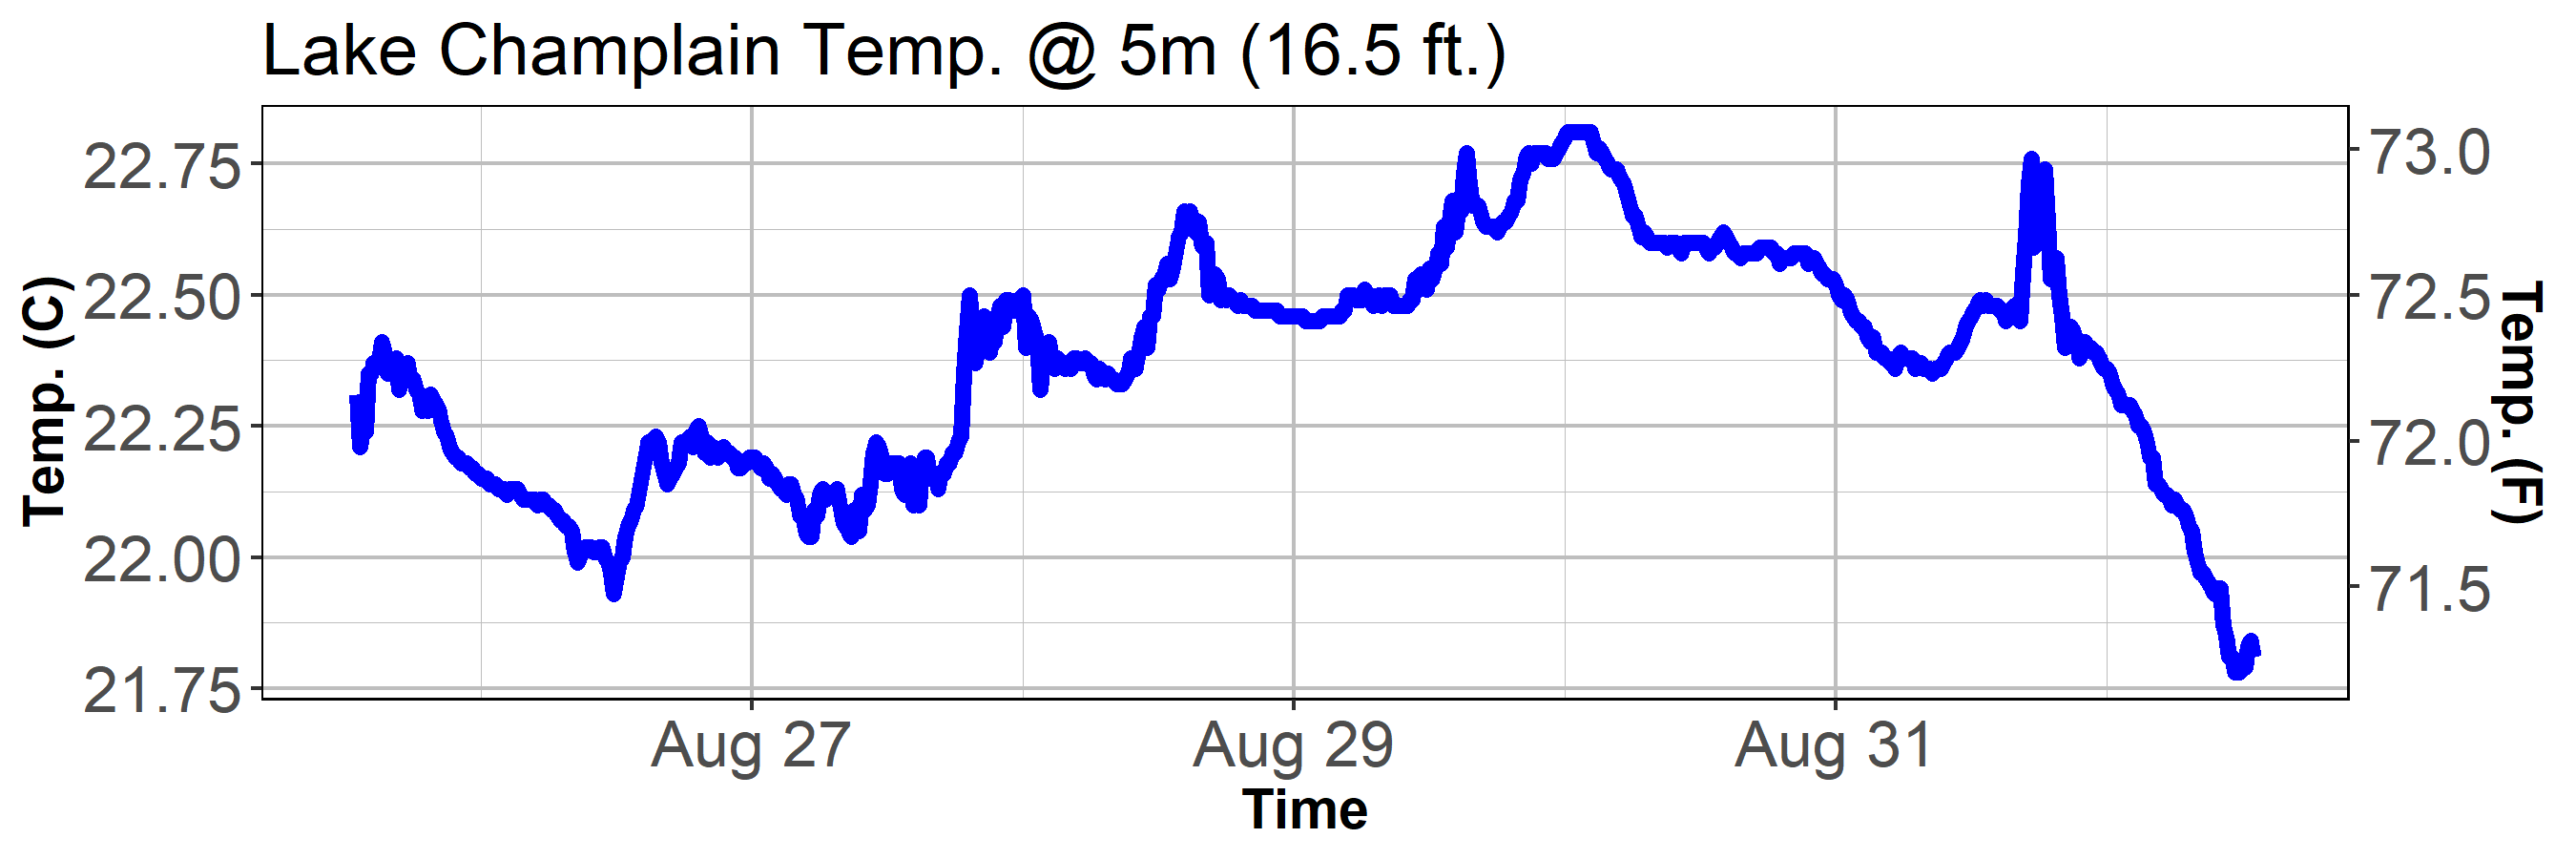 Lake Champlain Temp. @ 5m (16.5 ft.)
Temp. (C)
22.75
22.50
22.25
22.00
21.75
73.0
72.5
72.0
71.5
Temp. (F)
Aug 27
Aug 29
Aug 31
Time